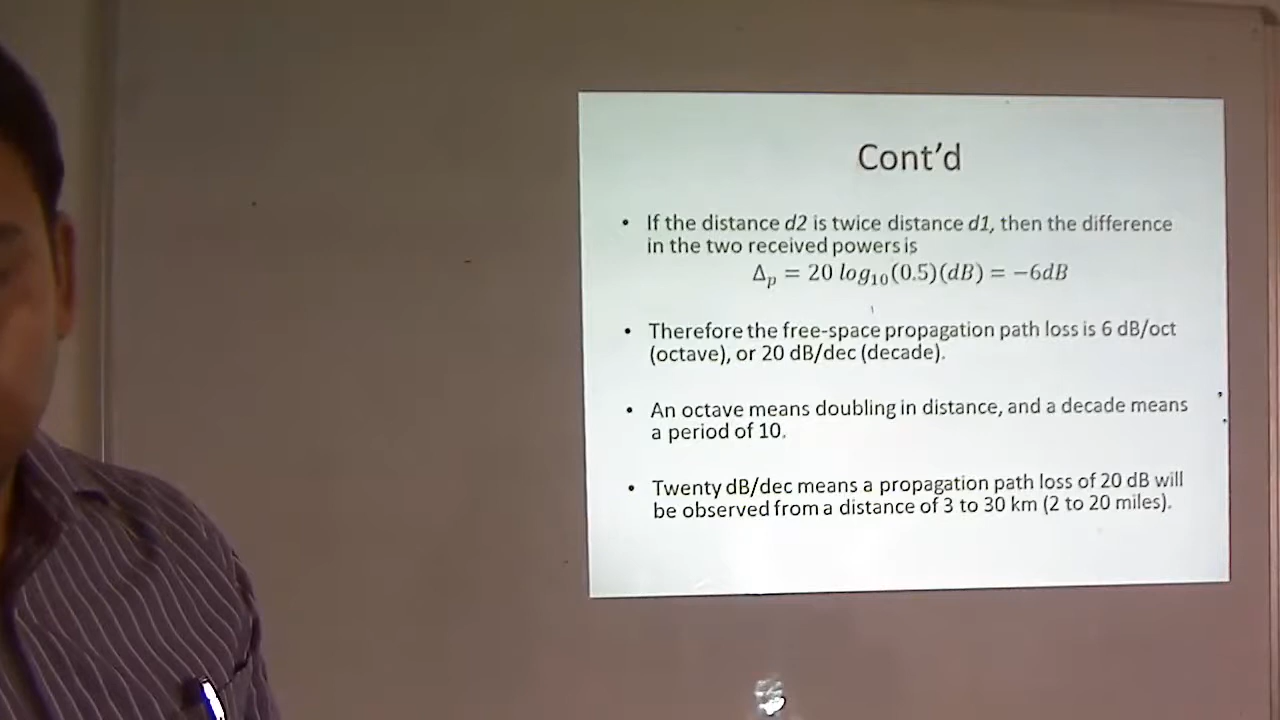 Cont'd
• If the distance d2 is twice distance d1, then the difference
in the two received powers is
Δₚ = 20 log₁₀(0.5)(dB) = −6dB
• Therefore the free-space propagation path loss is 6 dB/oct
(octave), or 20 dB/dec (decade).
• An octave means doubling in distance, and a decade means
a period of 10.
• Twenty dB/dec means a propagation path loss of 20 dB will
be observed from a distance of 3 to 30 km (2 to 20 miles).